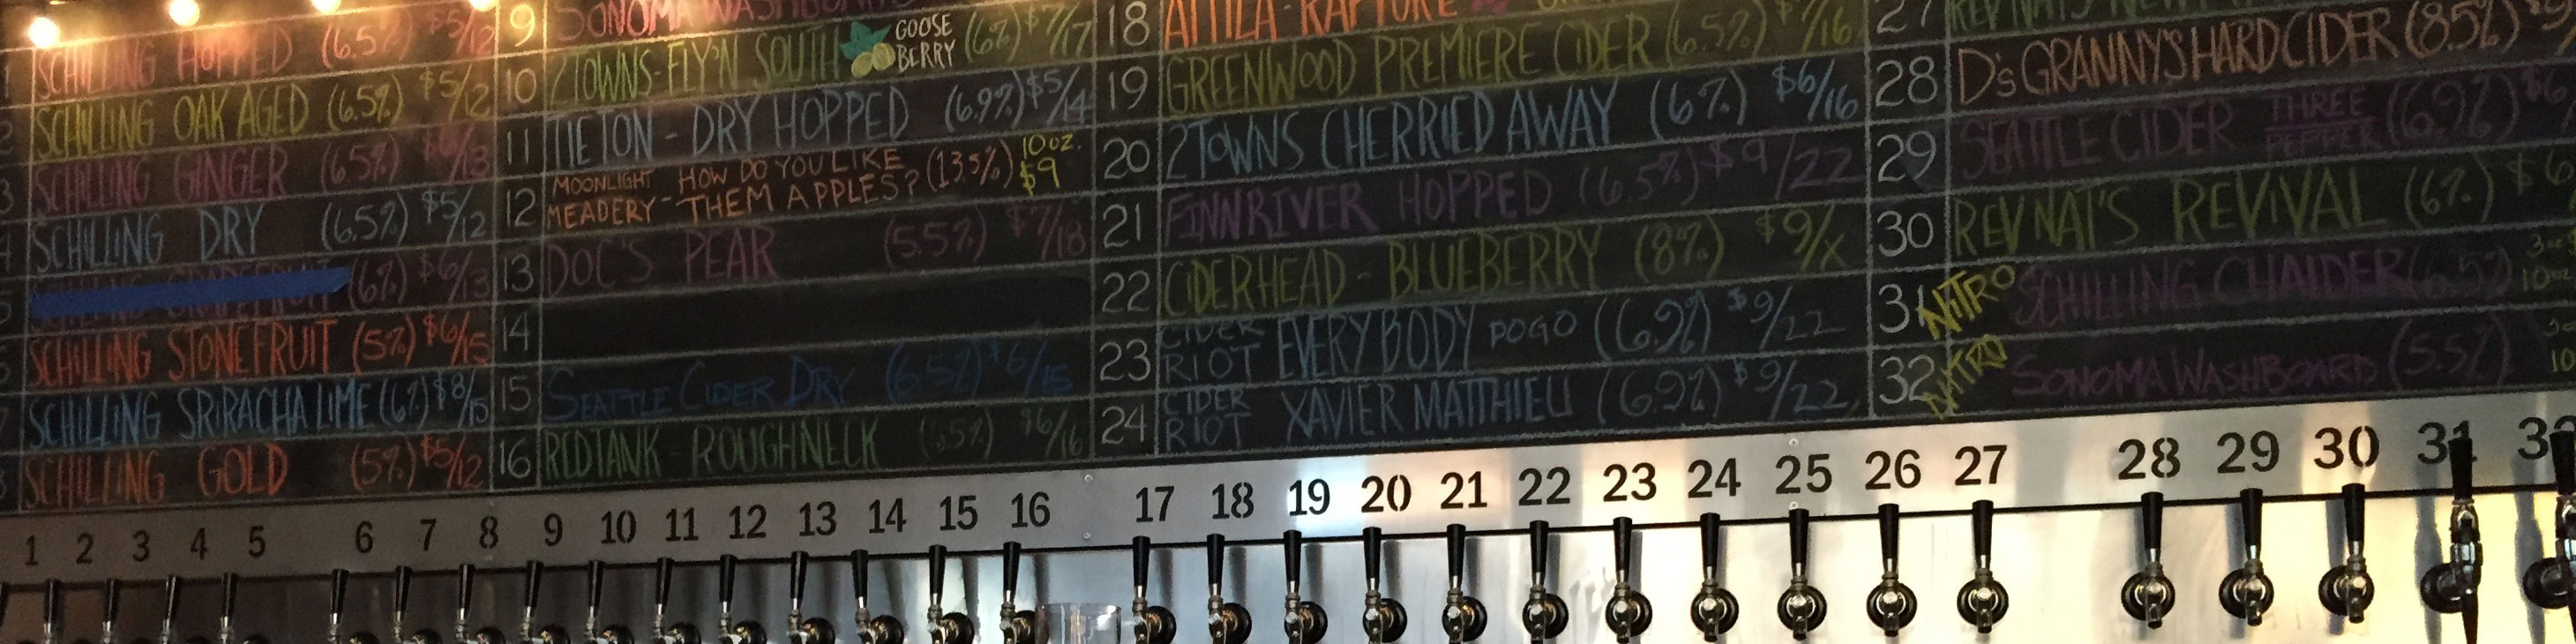 1 SCHILLING HOPPED (6.5%) $5/12
2 SCHILLING OAK AGED (6.5%) $5/12
3 SCHILLING GINGER (6.5%) /13
4 SCHILLING DRY (6.5%) $5/12
5 (6%) $6/13
SCHILLING STONEFRUIT (5%) $6/15
7 SCHILLING SRIRACHA LIME (6%) $8/15
8 SCHILLING GOLD (5%) $5/12
9 SONOMA WASHBOARD
10 2TOWNS-FLY'N SOUTH GOOSE BERRY (6%) $7/17
11 TIETON - DRY HOPPED (6.9%) $5/14
12 MOONLIGHT MEADERY - HOW DO YOU LIKE THEM APPLES? (13.5%) 10 OZ. $9
13 DOC'S PEAR (5.5%) $7/18
14
15 SEATTLE CIDER DRY (6.5%) $6/15
16 REDTANK - ROUGHNECK (6.5%) $6/16
18 ATTILA - RAPTURE
19 GREENWOOD PREMIERE CIDER (6.5%) /16
20 2TOWNS CHERRIED AWAY (6%) $6/16
21 FINNRIVER HOPPED (6.5%) $9/22
22 CIDERHEAD - BLUEBERRY (8%) $9/X
23 CIDER RIOT EVERYBODY POGO (6.9%) $9/22
24 CIDER RIOT XAVIER MATTHIEU (6.9%) $9/22
27 REV NAT'S
28 D's GRANNY'S HARD CIDER (8.5%)
29 SEATTLE CIDER THREE PEPPER (6.9%) $6
30 REV NAT'S REVIVAL (6%) $6
31 NITRO SCHILLING CHAIDER (6.5%)
32 NITRO SONOMA WASHBOARD (5.5%)
1 2 3 4 5 6 7 8 9 10 11 12 13 14 15 16 17 18 19 20 21 22 23 24 25 26 27 28 29 30 31 32